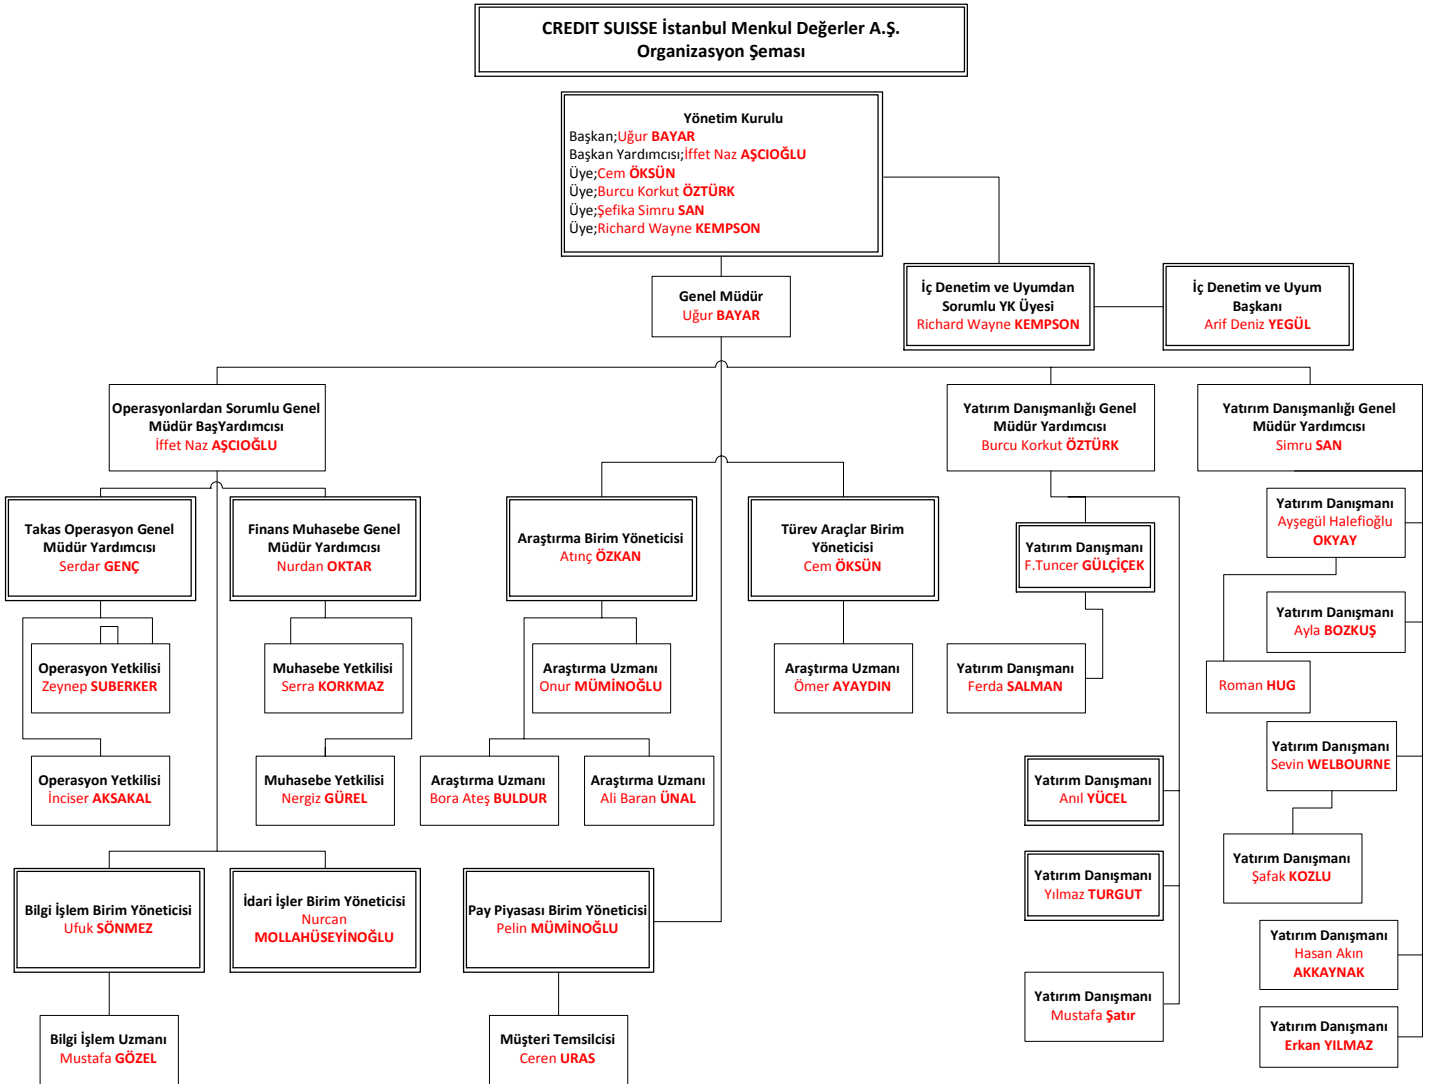 CREDIT SUISSE İstanbul Menkul Değerler A.Ş.
Organizasyon Şeması
Yönetim Kurulu
Başkan;Uğur BAYAR
Başkan Yardımcısı;İffet Naz AŞCIOĞLU
Üye;Cem ÖKSÜN
Üye;Burcu Korkut ÖZTÜRK
Üye;Şefika Simru SAN
Üye;Richard Wayne KEMPSON
Genel Müdür
Uğur BAYAR
İç Denetim ve Uyumdan
Sorumlu YK Üyesi
Richard Wayne KEMPSON
İç Denetim ve Uyum
Başkanı
Arif Deniz YEGÜL
Operasyonlardan Sorumlu Genel
Müdür BaşYardımcısı
İffet Naz AŞCIOĞLU
Yatırım Danışmanlığı Genel
Müdür Yardımcısı
Burcu Korkut ÖZTÜRK
Yatırım Danışmanlığı Genel
Müdür Yardımcısı
Simru SAN
Takas Operasyon Genel
Müdür Yardımcısı
Serdar GENÇ
Finans Muhasebe Genel
Müdür Yardımcısı
Nurdan OKTAR
Araştırma Birim Yöneticisi
Atınç ÖZKAN
Türev Araçlar Birim
Yöneticisi
Cem ÖKSÜN
Yatırım Danışmanı
F.Tuncer GÜLÇİÇEK
Yatırım Danışmanı
Ayşegül Halefioğlu
OKYAY
Yatırım Danışmanı
Ayla BOZKUŞ
Operasyon Yetkilisi
Zeynep SUBERKER
Muhasebe Yetkilisi
Serra KORKMAZ
Araştırma Uzmanı
Onur MÜMİNOĞLU
Araştırma Uzmanı
Ömer AYAYDIN
Yatırım Danışmanı
Ferda SALMAN
Roman HUG
Yatırım Danışmanı
Sevin WELBOURNE
Operasyon Yetkilisi
İnciser AKSAKAL
Muhasebe Yetkilisi
Nergiz GÜREL
Araştırma Uzmanı
Bora Ateş BULDUR
Araştırma Uzmanı
Ali Baran ÜNAL
Yatırım Danışmanı
Anıl YÜCEL
Yatırım Danışmanı
Şafak KOZLU
Bilgi İşlem Birim Yöneticisi
Ufuk SÖNMEZ
İdari İşler Birim Yöneticisi
Nurcan
MOLLAHÜSEYİNOĞLU
Pay Piyasası Birim Yöneticisi
Pelin MÜMİNOĞLU
Yatırım Danışmanı
Yılmaz TURGUT
Yatırım Danışmanı
Hasan Akın
AKKAYNAK
Yatırım Danışmanı
Mustafa Şatır
Bilgi İşlem Uzmanı
Mustafa GÖZEL
Müşteri Temsilcisi
Ceren URAS
Yatırım Danışmanı
Erkan YILMAZ